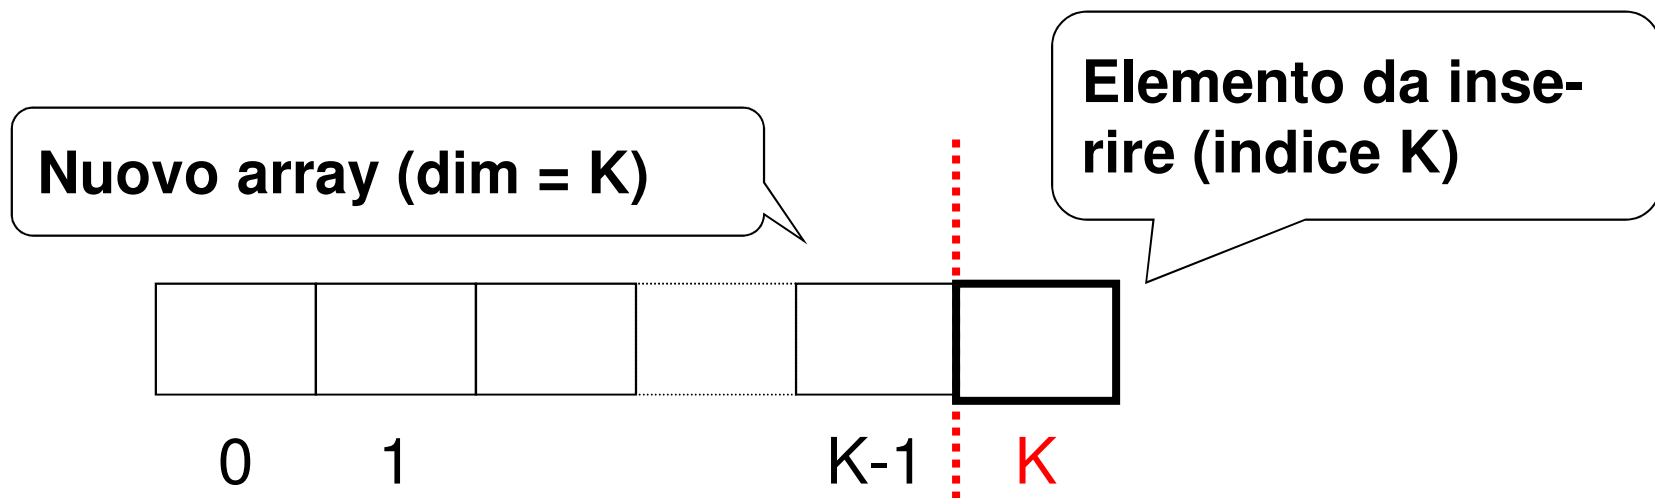 Elemento da inse-
rire (indice K)
Nuovo array (dim = K)
0 1 K-1 K